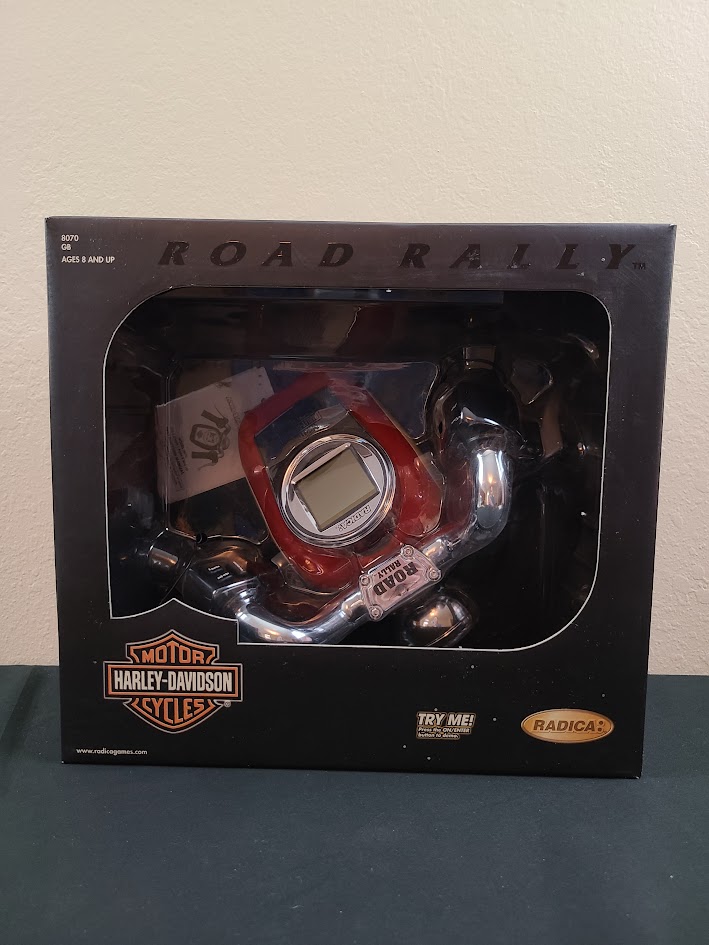 8070
GB
AGES 8 AND UP
ROAD RALLY™
RADICA:
ROAD
RALLY
MOTOR
HARLEY-DAVIDSON
CYCLES
®
TRY ME!
Press the ON/ENTER
button to demo.
RADICA:®
www.radicagames.com